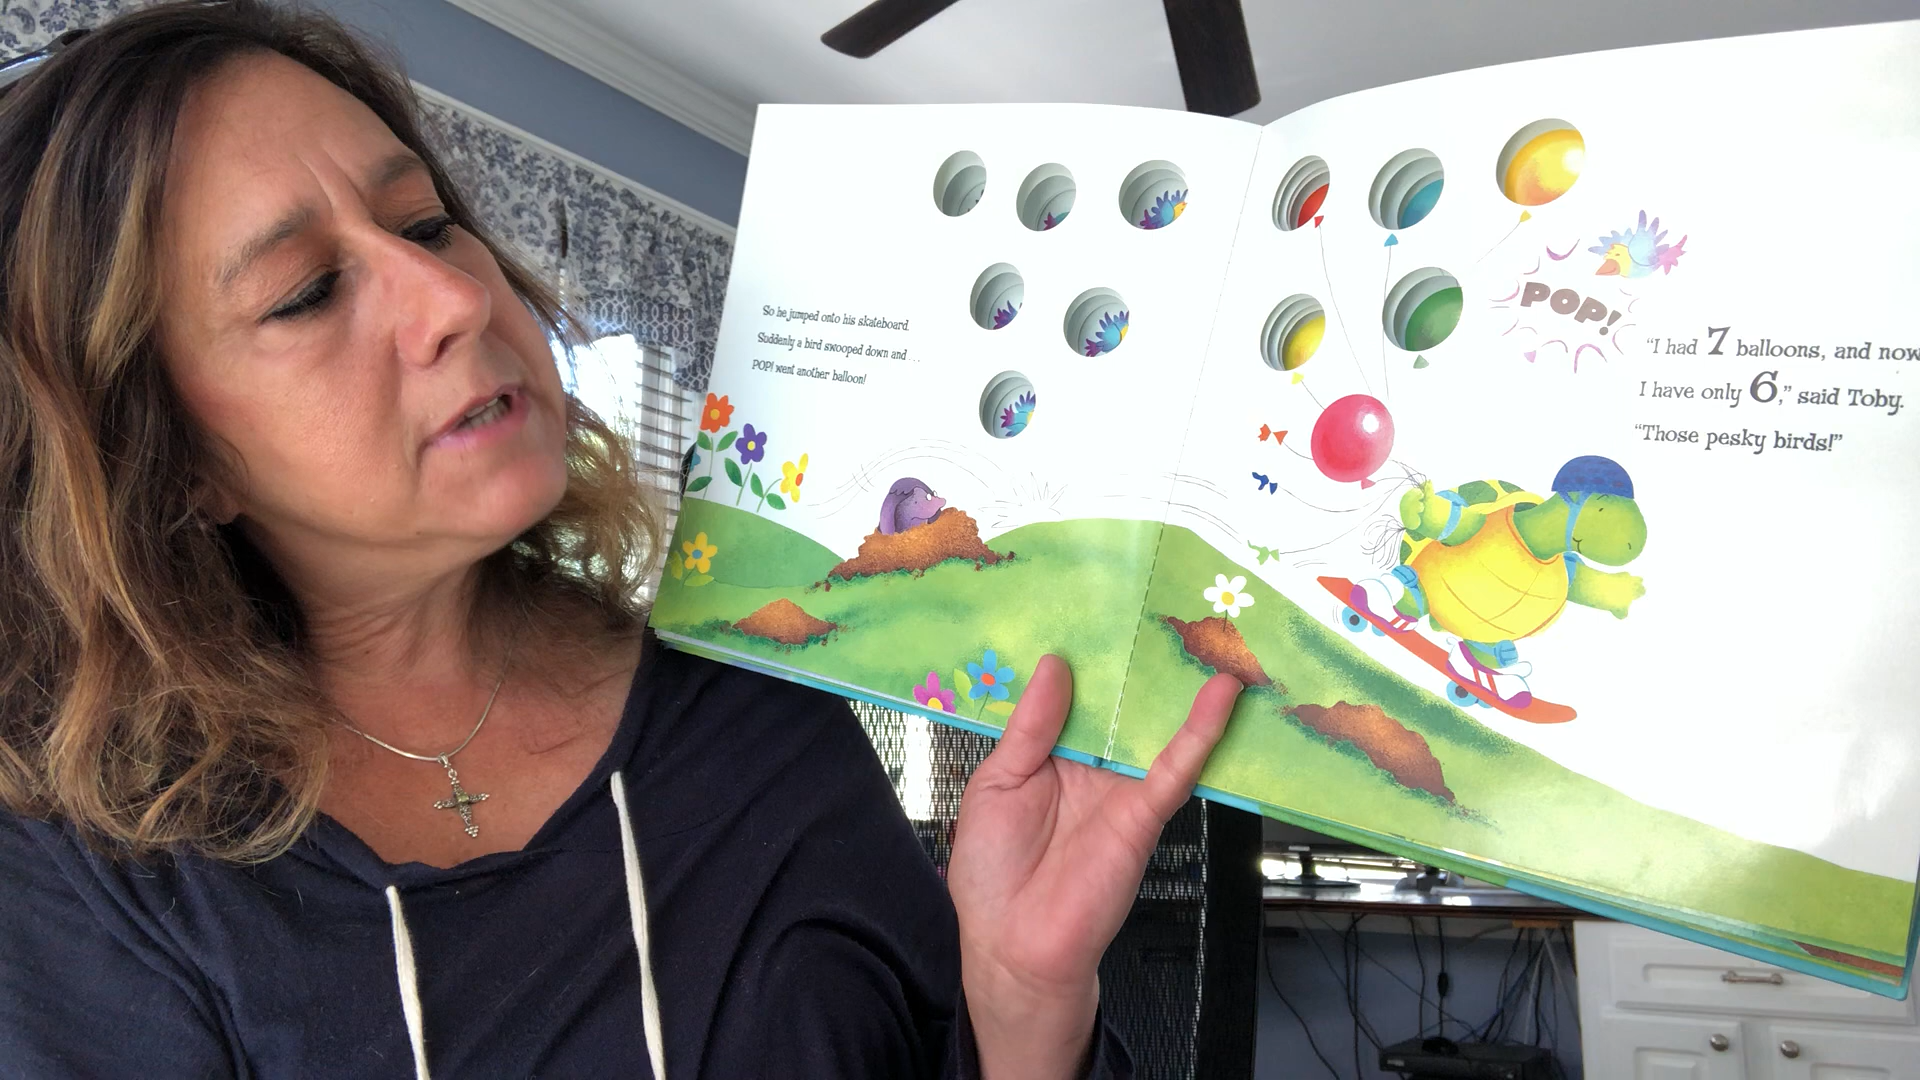 So he jumped onto his skateboard.
Suddenly a bird swooped down and . . .
POP! went another balloon!
POP!
"I had 7 balloons, and now
I have only 6," said Toby.
"Those pesky birds!"